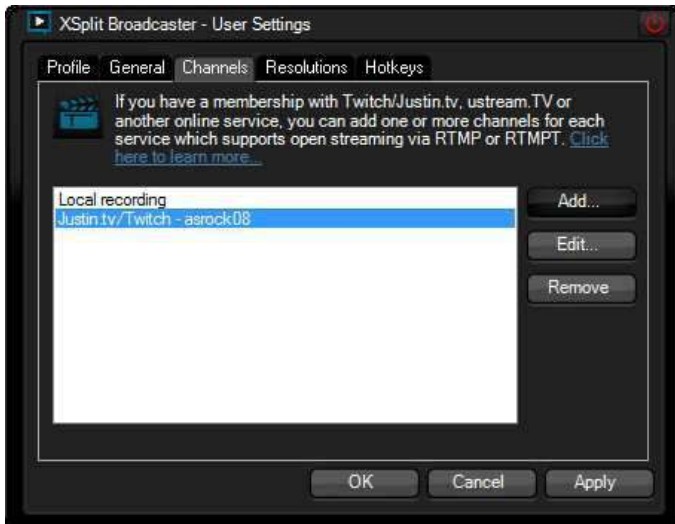 XSplit Broadcaster - User Settings
Profile General Channels Resolutions Hotkeys
If you have a membership with Twitch/Justin.tv, ustream.TV or
another online service, you can add one or more channels for each
service which supports open streaming via RTMP or RTMPT. Click
here to learn more...
Local recording
Add...
Justin.tv/Twitch - asrock08
Edit...
Remove
OK Cancel Apply